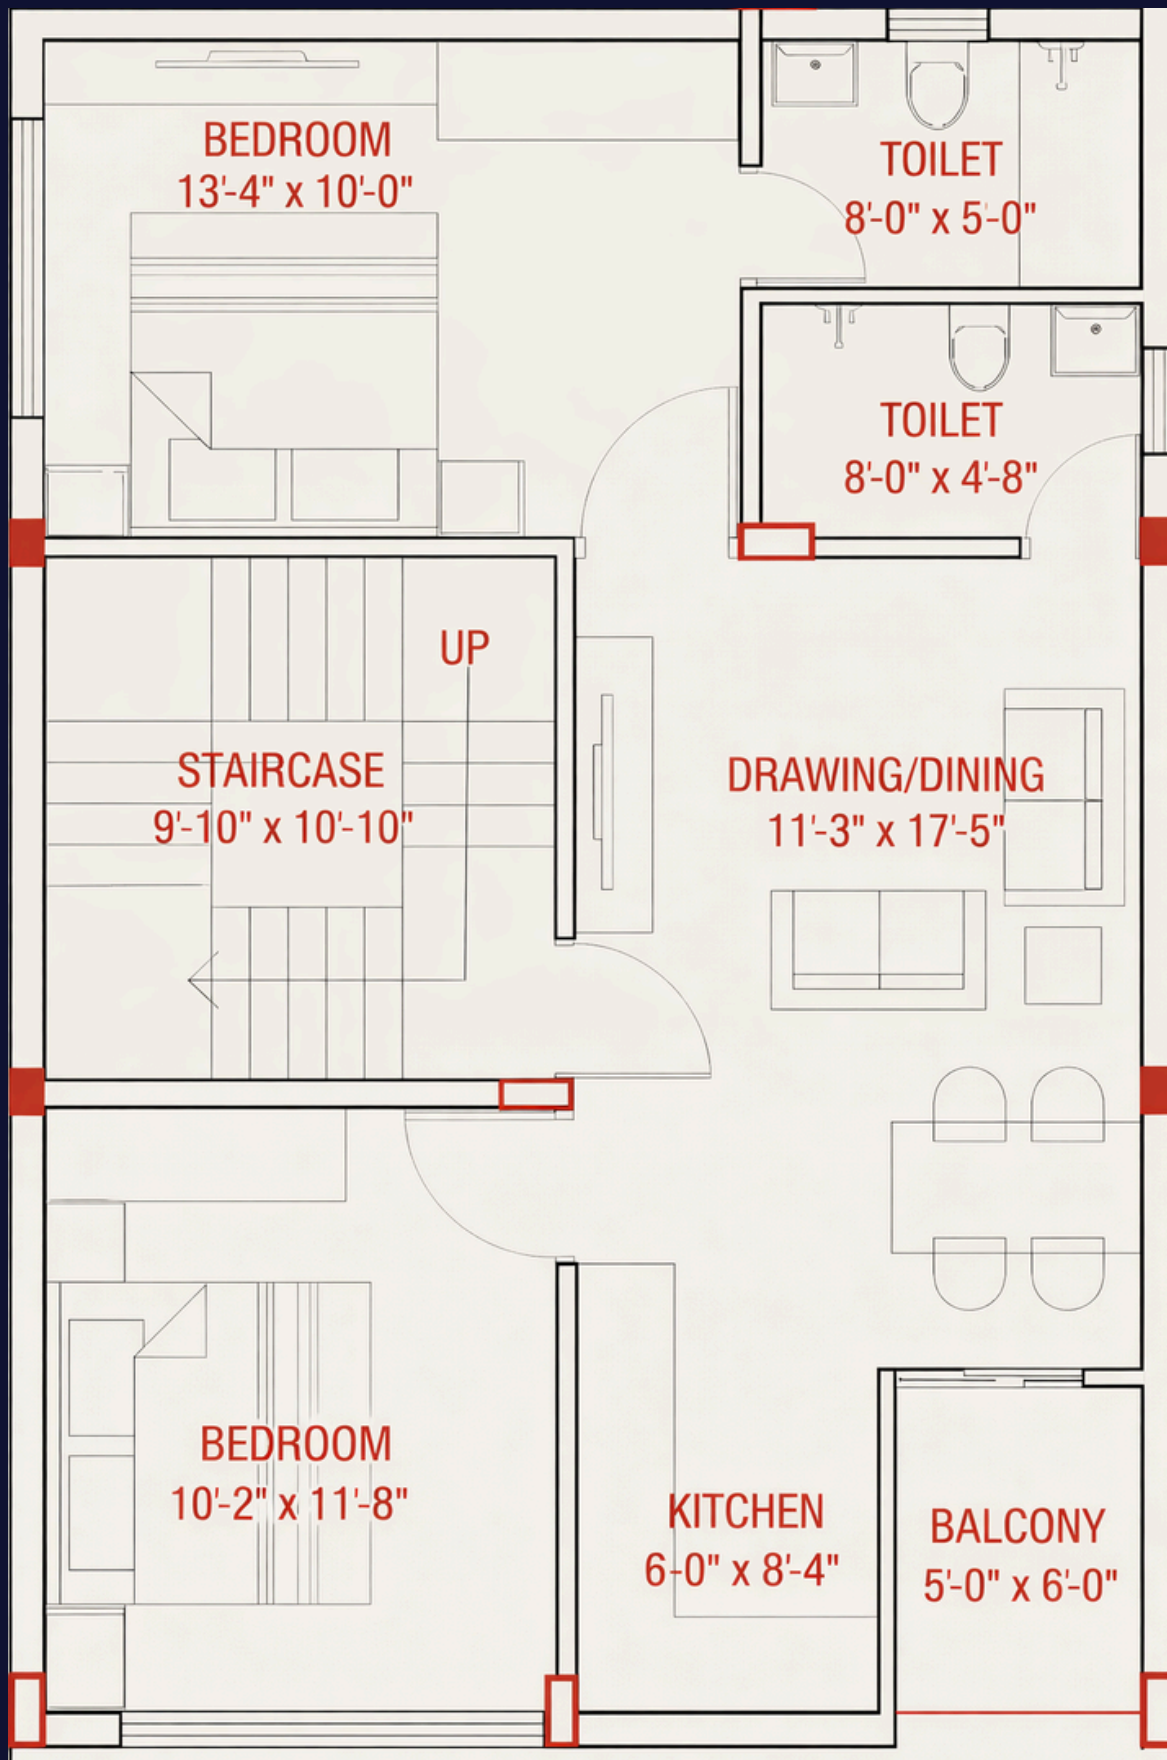 BEDROOM
13'-4" x 10'-0"
TOILET
8'-0" x 5'-0"
TOILET
8'-0" x 4'-8"
UP
STAIRCASE
9'-10" x 10'-10"
DRAWING/DINING
11'-3" x 17'-5"
BEDROOM
10'-2" x 11'-8"
KITCHEN
6-0" x 8'-4"
BALCONY
5'-0" x 6'-0"